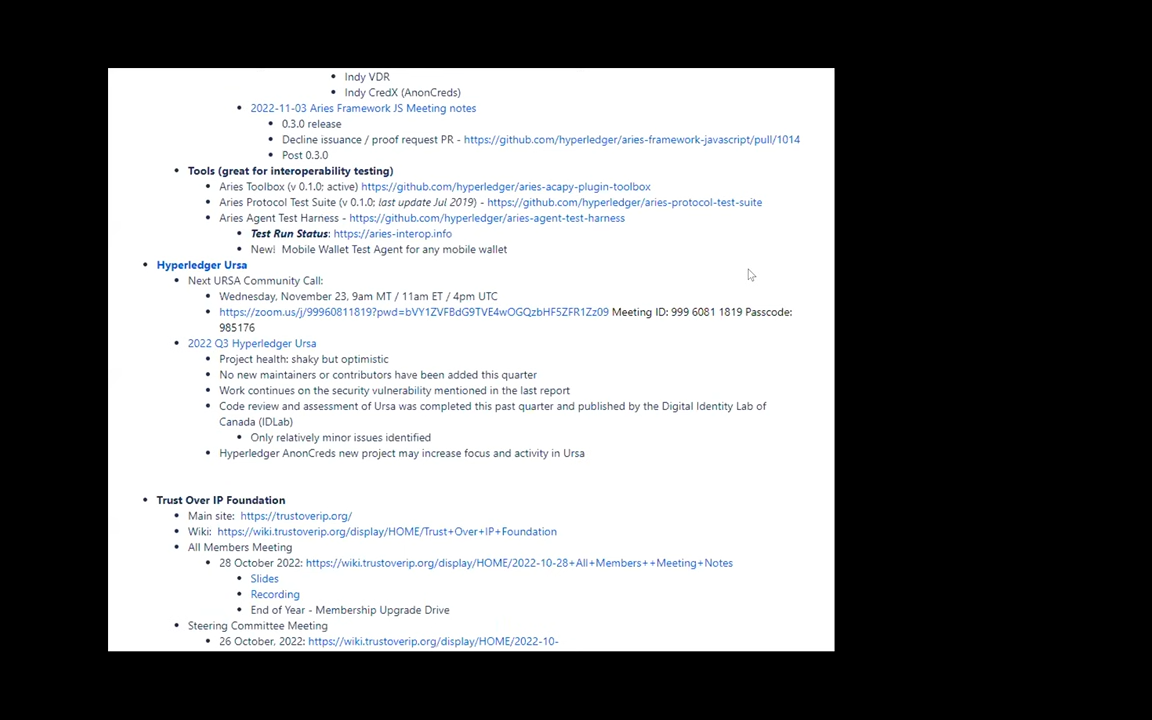 Indy VDR
Indy CredX (AnonCreds)
2022-11-03 Aries Framework JS Meeting notes
0.3.0 release
Decline issuance / proof request PR - https://github.com/hyperledger/aries-framework-javascript/pull/1014
Post 0.3.0
Tools (great for interoperability testing)
Aries Toolbox (v 0.1.0; active) https://github.com/hyperledger/aries-acapy-plugin-toolbox
Aries Protocol Test Suite (v 0.1.0; last update Jul 2019) - https://github.com/hyperledger/aries-protocol-test-suite
Aries Agent Test Harness - https://github.com/hyperledger/aries-agent-test-harness
Test Run Status: https://aries-interop.info
New!  Mobile Wallet Test Agent for any mobile wallet
Hyperledger Ursa
Next URSA Community Call:
Wednesday, November 23, 9am MT / 11am ET / 4pm UTC
https://zoom.us/j/99960811819?pwd=bVY1ZVFBdG9TVE4wOGQzbHF5ZFR1Zz09 Meeting ID: 999 6081 1819 Passcode:
985176
2022 Q3 Hyperledger Ursa
Project health: shaky but optimistic
No new maintainers or contributors have been added this quarter
Work continues on the security vulnerability mentioned in the last report
Code review and assessment of Ursa was completed this past quarter and published by the Digital Identity Lab of
Canada (IDLab)
Only relatively minor issues identified
Hyperledger AnonCreds new project may increase focus and activity in Ursa
Trust Over IP Foundation
Main site:  https://trustoverip.org/
Wiki:  https://wiki.trustoverip.org/display/HOME/Trust+Over+IP+Foundation
All Members Meeting
28 October 2022: https://wiki.trustoverip.org/display/HOME/2022-10-28+All+Members++Meeting+Notes
Slides
Recording
End of Year - Membership Upgrade Drive
Steering Committee Meeting
26 October, 2022: https://wiki.trustoverip.org/display/HOME/2022-10-